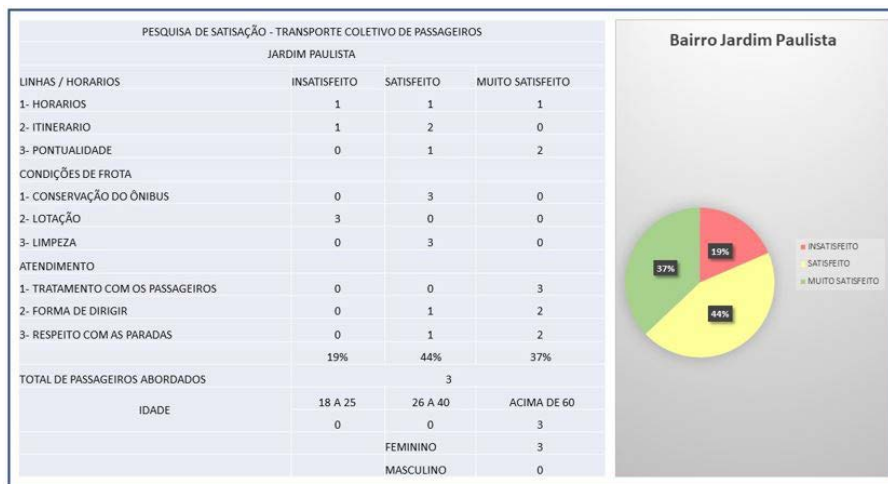 PESQUISA DE SATISAÇÃO - TRANSPORTE COLETIVO DE PASSAGEIROS
JARDIM PAULISTA
LINHAS / HORARIOS INSATISFEITO SATISFEITO MUITO SATISFEITO
1- HORARIOS 1 1 1
2- ITINERARIO 1 2 0
3- PONTUALIDADE 0 1 2
CONDIÇÕES DE FROTA
1- CONSERVAÇÃO DO ÔNIBUS 0 3 0
2- LOTAÇÃO 3 0 0
3- LIMPEZA 0 3 0
ATENDIMENTO
1- TRATAMENTO COM OS PASSAGEIROS 0 0 3
2- FORMA DE DIRIGIR 0 1 2
3- RESPEITO COM AS PARADAS 0 1 2
19% 44% 37%
TOTAL DE PASSAGEIROS ABORDADOS 3
IDADE 18 A 25 26 A 40 ACIMA DE 60
0 0 3
FEMININO 3
MASCULINO 0
Bairro Jardim Paulista
19%
37%
44%
INSATISFEITO
SATISFEITO
MUITO SATISFEITO